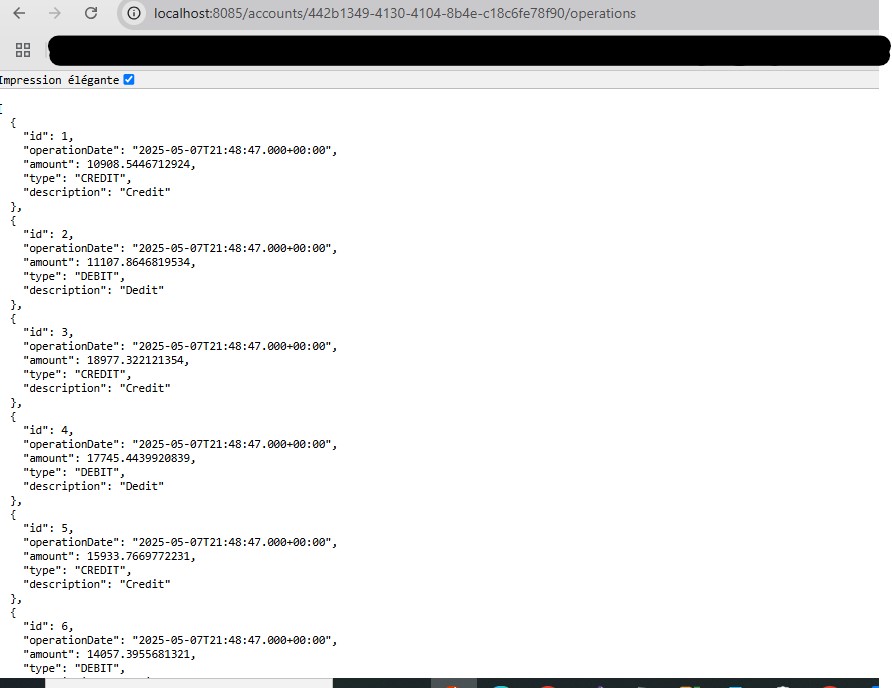 localhost:8085/accounts/442b1349-4130-4104-8b4e-c18c6fe78f90/operations
Impression élégante
[
{
"id": 1,
"operationDate": "2025-05-07T21:48:47.000+00:00",
"amount": 10908.5446712924,
"type": "CREDIT",
"description": "Credit"
},
{
"id": 2,
"operationDate": "2025-05-07T21:48:47.000+00:00",
"amount": 11107.8646819534,
"type": "DEBIT",
"description": "Dedit"
},
{
"id": 3,
"operationDate": "2025-05-07T21:48:47.000+00:00",
"amount": 18977.322121354,
"type": "CREDIT",
"description": "Credit"
},
{
"id": 4,
"operationDate": "2025-05-07T21:48:47.000+00:00",
"amount": 17745.4439920839,
"type": "DEBIT",
"description": "Dedit"
},
{
"id": 5,
"operationDate": "2025-05-07T21:48:47.000+00:00",
"amount": 15933.7669772231,
"type": "CREDIT",
"description": "Credit"
},
{
"id": 6,
"operationDate": "2025-05-07T21:48:47.000+00:00",
"amount": 14057.3955681321,
"type": "DEBIT",